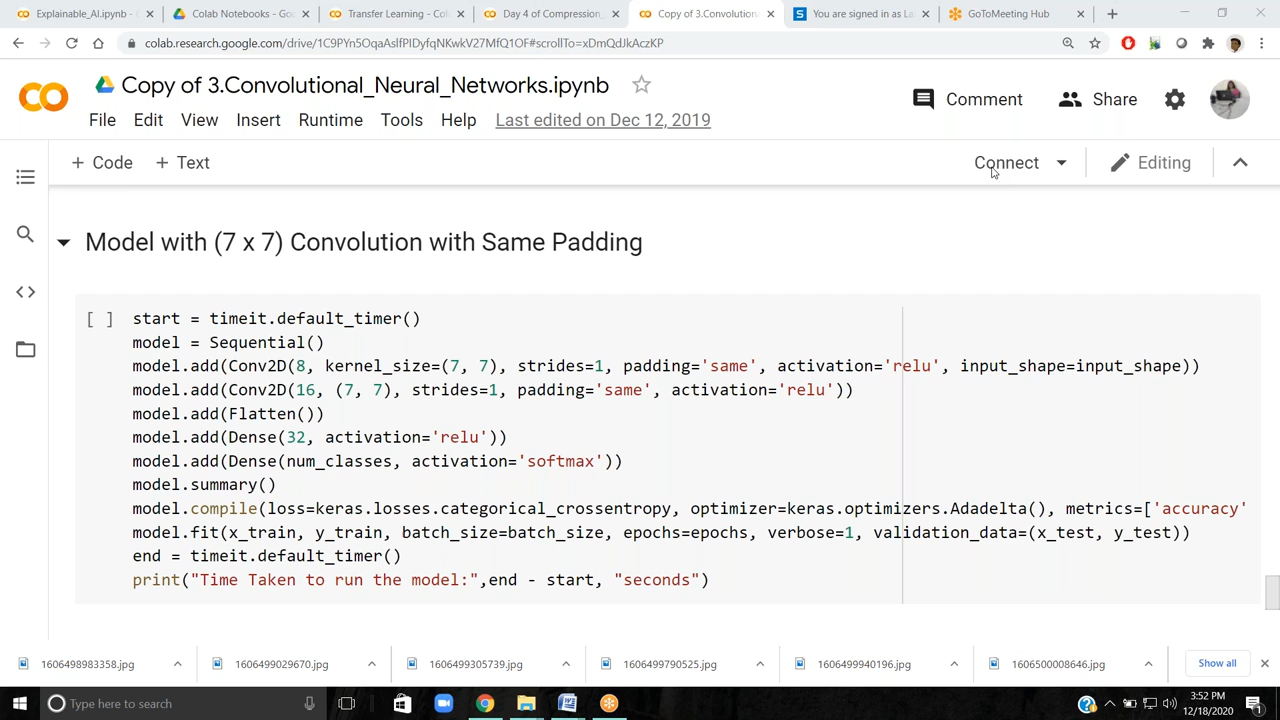 Explainable_AI.ipynb -
Colab Notebooks - Go
Transfer Learning - Col
Day 4 of Compression_
Copy of 3.Convolutiona
You are signed in as La
GoToMeeting Hub
colab.research.google.com/drive/1C9PYn5OqaAslfPIDyfqNKwkV27MfQ1OF#scrollTo=xDmQdJkAczKP
CO
Copy of 3.Convolutional_Neural_Networks.ipynb
Comment
Share
File Edit View Insert Runtime Tools Help Last edited on Dec 12, 2019
+ Code + Text
Connect
Editing
Model with (7 x 7) Convolution with Same Padding
[ ] start = timeit.default_timer()
model = Sequential()
model.add(Conv2D(8, kernel_size=(7, 7), strides=1, padding='same', activation='relu', input_shape=input_shape))
model.add(Conv2D(16, (7, 7), strides=1, padding='same', activation='relu'))
model.add(Flatten())
model.add(Dense(32, activation='relu'))
model.add(Dense(num_classes, activation='softmax'))
model.summary()
model.compile(loss=keras.losses.categorical_crossentropy, optimizer=keras.optimizers.Adadelta(), metrics=['accuracy'
model.fit(x_train, y_train, batch_size=batch_size, epochs=epochs, verbose=1, validation_data=(x_test, y_test))
end = timeit.default_timer()
print("Time Taken to run the model:",end - start, "seconds")
1606498983358.jpg
1606499029670.jpg
1606499305739.jpg
1606499790525.jpg
1606499940196.jpg
1606500008646.jpg
Show all
Type here to search
3:52 PM
12/18/2020